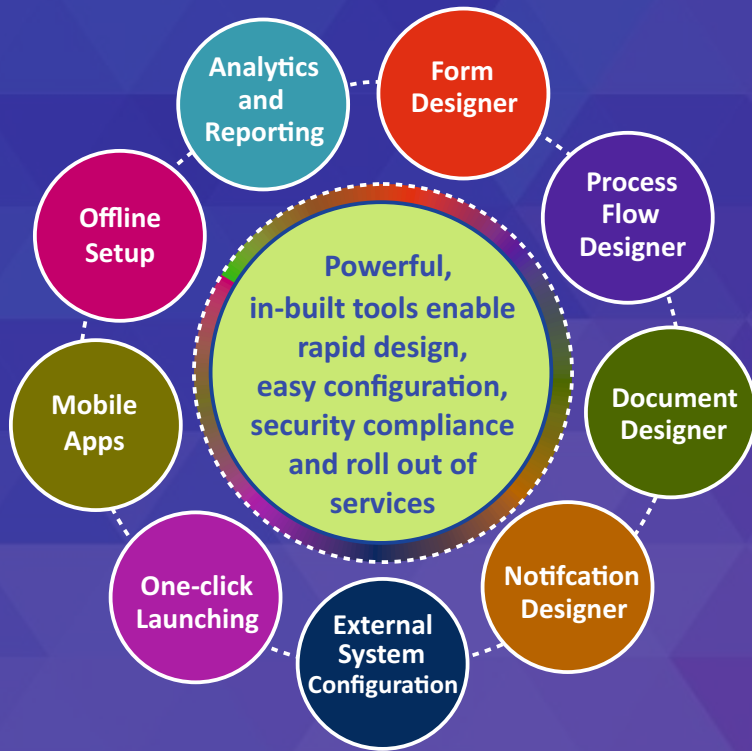 Analytics
and
Reporting
Form
Designer
Process
Flow
Designer
Document
Designer
Notifcation
Designer
External
System
Configuration
One-click
Launching
Mobile
Apps
Offline
Setup
Powerful,
in-built tools enable
rapid design,
easy configuration,
security compliance
and roll out of
services